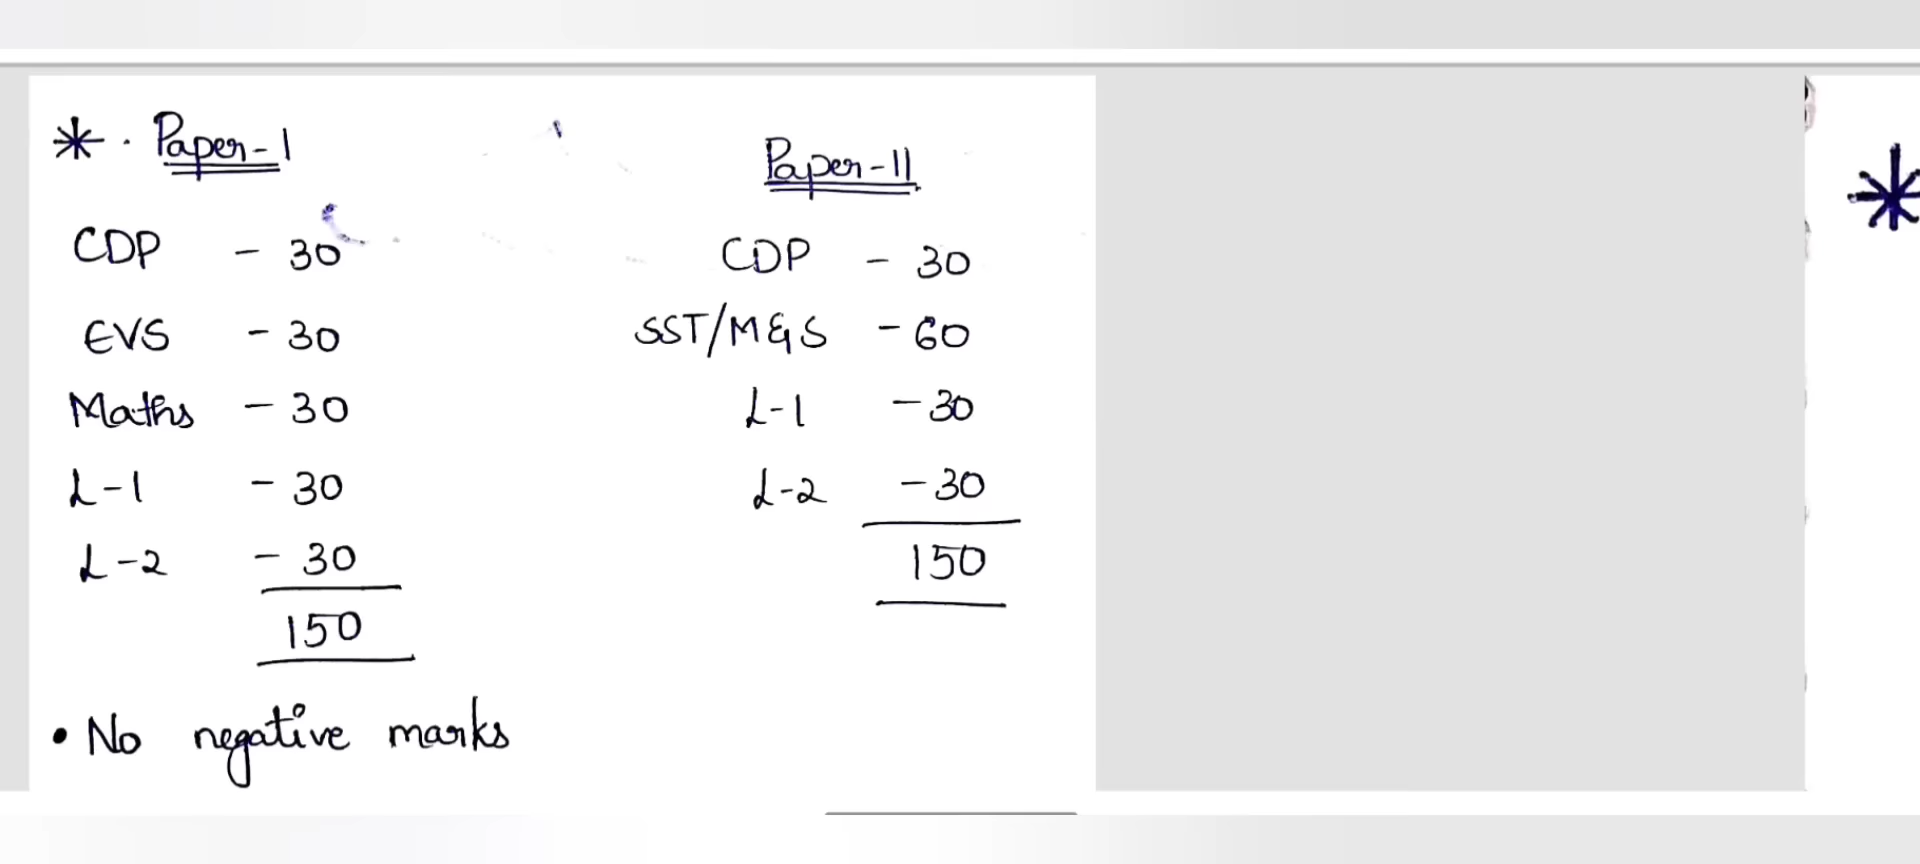 * . Paper-I
CDP - 30
EVS - 30
Maths - 30
L-1 - 30
L-2 - 30
150
• No negative marks
Paper-II
CDP - 30
SST/M&S - 60
L-1 - 30
L-2 - 30
150
*